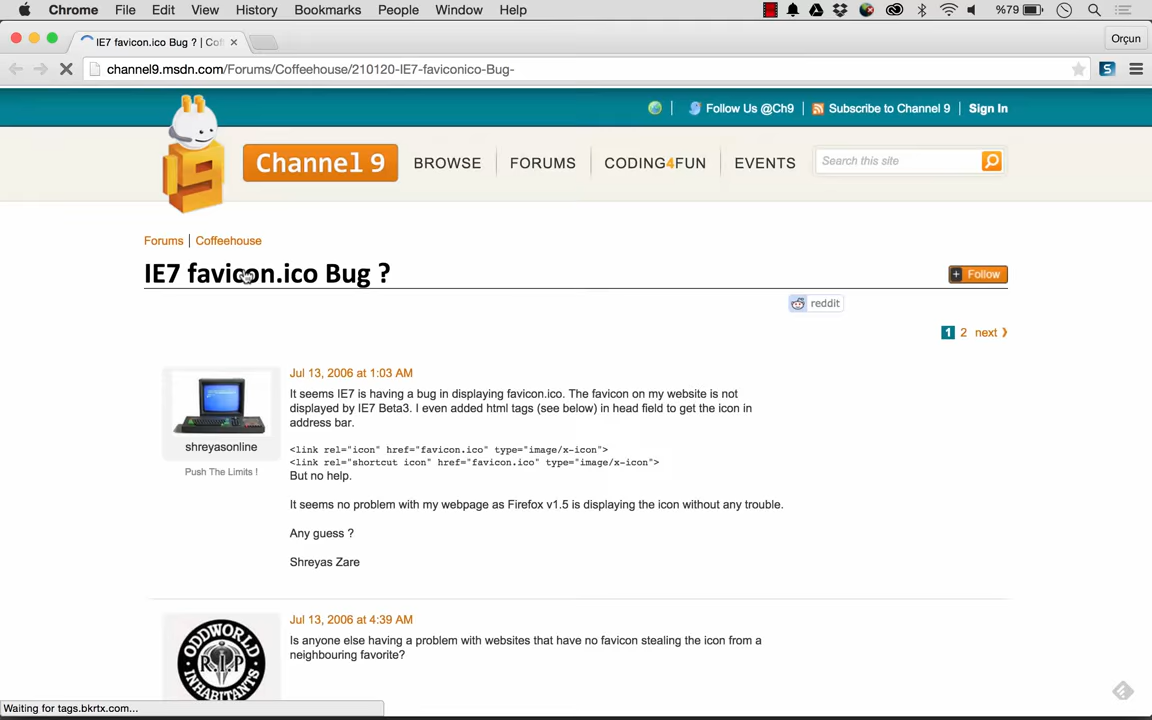 Chrome File Edit View History Bookmarks People Window Help %79
IE7 favicon.ico Bug ? | Cof Orçun
channel9.msdn.com/Forums/Coffeehouse/210120-IE7-faviconico-Bug-
Follow Us @Ch9 | Subscribe to Channel 9 | Sign In
9 Channel 9 BROWSE FORUMS CODING4FUN EVENTS Search this site
Forums | Coffeehouse
IE7 favicon.ico Bug ? + Follow
reddit
1 2 next ❯
Jul 13, 2006 at 1:03 AM
It seems IE7 is having a bug in displaying favicon.ico. The favicon on my website is not
displayed by IE7 Beta3. I even added html tags (see below) in head field to get the icon in
address bar.
shreyasonline
<link rel="icon" href="favicon.ico" type="image/x-icon">
<link rel="shortcut icon" href="favicon.ico" type="image/x-icon">
Push The Limits !
But no help.
It seems no problem with my webpage as Firefox v1.5 is displaying the icon without any trouble.
Any guess ?
Shreyas Zare
Jul 13, 2006 at 4:39 AM
Is anyone else having a problem with websites that have no favicon stealing the icon from a
neighbouring favorite?
ODDWORLD
R.I.P
INHABITANTS
Waiting for tags.bkrtx.com...